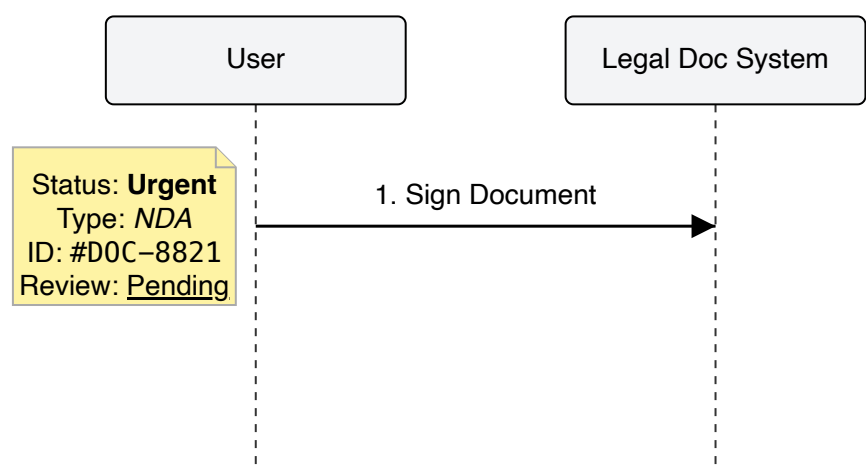 User
Legal Doc System
Status: Urgent
Type: NDA
ID: #DOC-8821
Review: Pending
1. Sign Document